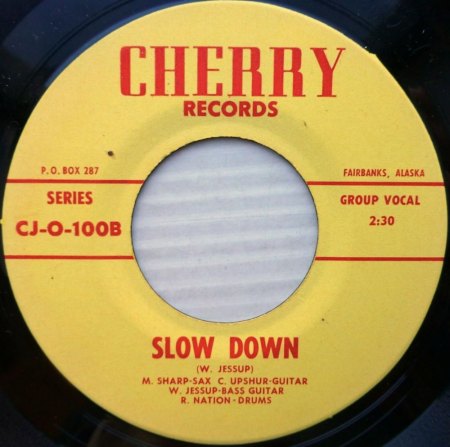 CHERRY
RECORDS
P.O. BOX 287
FAIRBANKS, ALASKA
SERIES
CJ-O-100B
GROUP VOCAL
2:30
SLOW DOWN
(W. JESSUP)
M. SHARP-SAX C. UPSHUR-GUITAR
W. JESSUP-BASS GUITAR
R. NATION-DRUMS